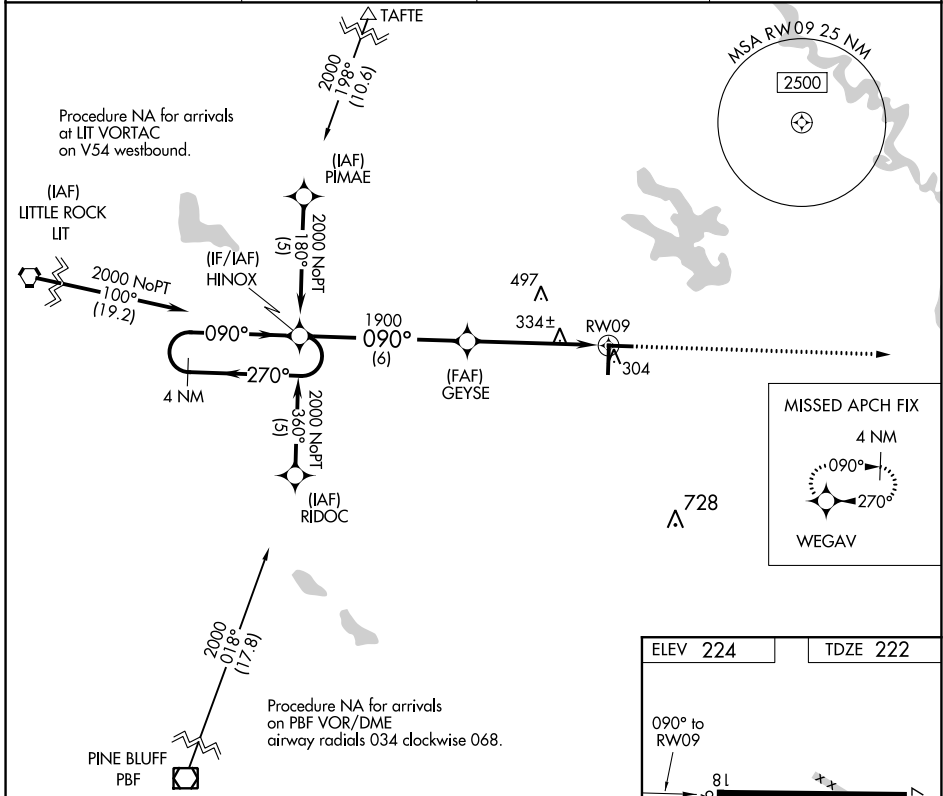 TAFTE
2000
198°
(10.6)
MSA RW09 25 NM
2500
Procedure NA for arrivals
at LIT VORTAC
on V54 westbound.
(IAF)
PIMAE
(IAF)
LITTLE ROCK
LIT
2000 NoPT
180°
(5)
(IF/IAF)
HINOX
2000 NoPT
100°
(19.2)
497
334±
RW09
1900
090°
(6)
090°
304
270°
4 NM
(FAF)
GEYSE
MISSED APCH FIX
4 NM
090°
270°
WEGAV
2000 NoPT
360°
(5)
(IAF)
RIDOC
728
2000
018°
(17.8)
Procedure NA for arrivals
on PBF VOR/DME
airway radials 034 clockwise 068.
PINE BLUFF
PBF
ELEV 224
TDZE 222
090° to
RW09
18
9